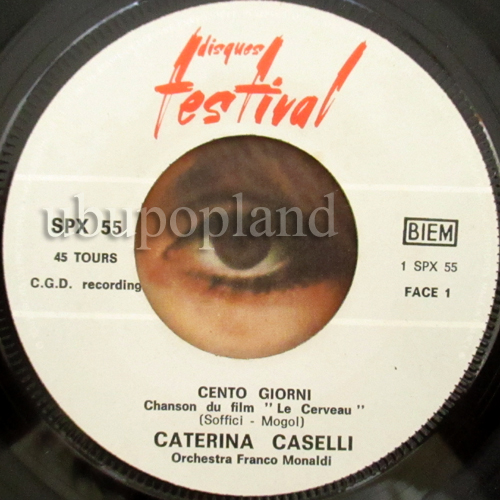 disques
festival
SPX 55
45 TOURS
C.G.D. recording
ubupopland
BIEM
1 SPX 55
FACE 1
CENTO GIORNI
Chanson du film " Le Cerveau "
(Soffici - Mogol)
CATERINA CASELLI
Orchestra Franco Monaldi